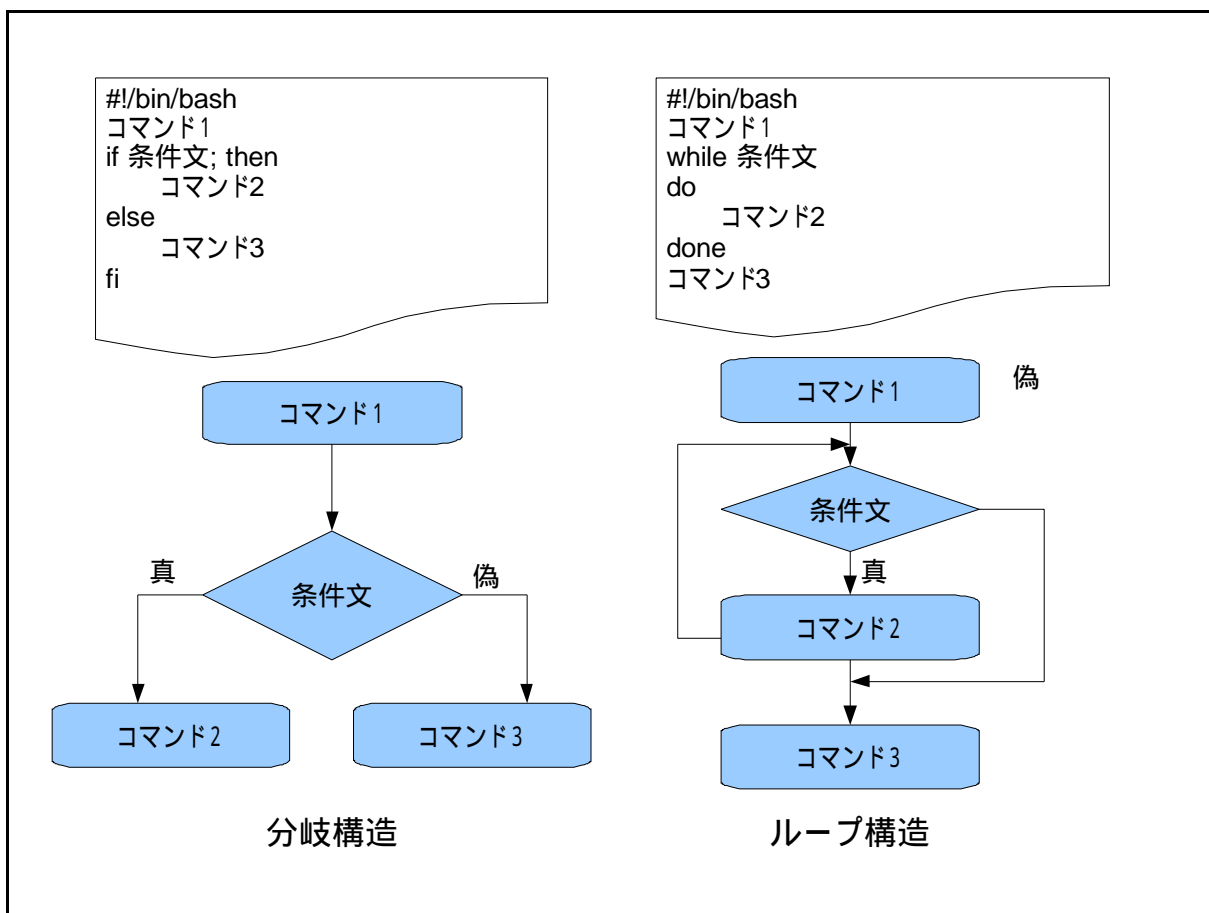 #!/bin/bash
コマンド1
if 条件文; then
コマンド2
else
コマンド3
fi
コマンド1
真
条件文
偽
コマンド2
コマンド3
分岐構造
#!/bin/bash
コマンド1
while 条件文
do
コマンド2
done
コマンド3
コマンド1
偽
条件文
真
コマンド2
コマンド3
ループ構造